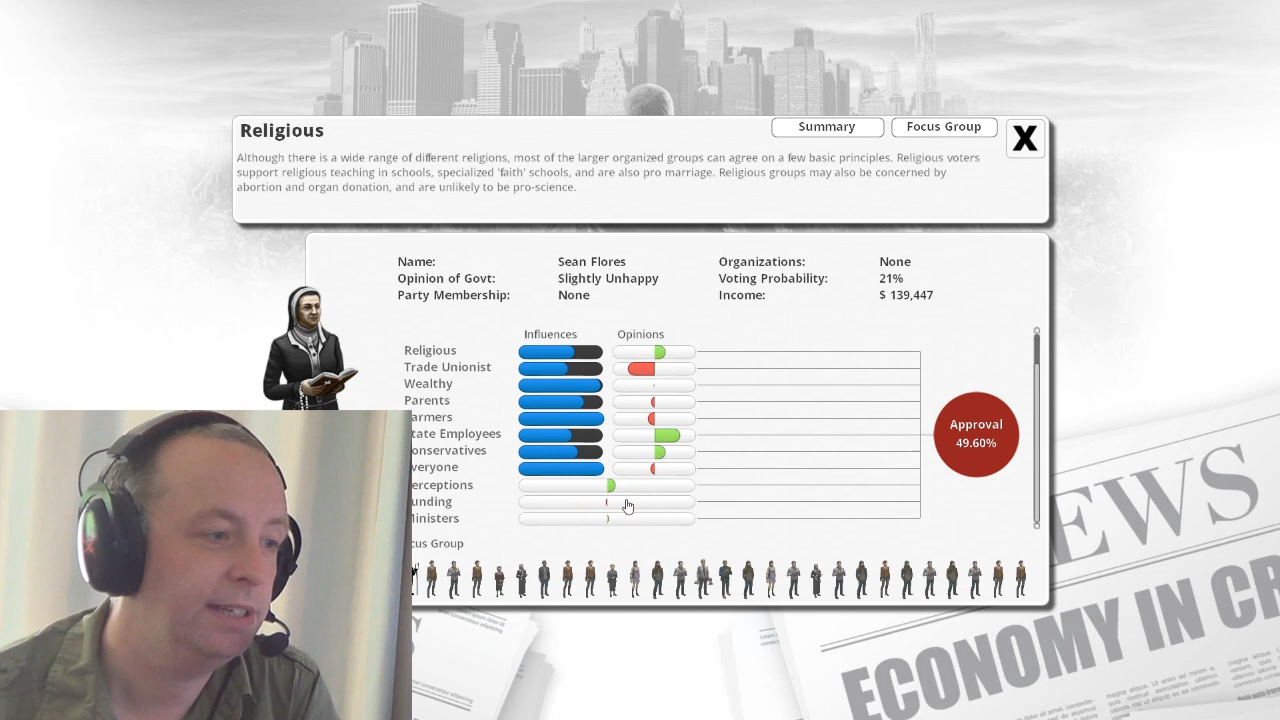 Religious
Summary
Focus Group
X
Although there is a wide range of different religions, most of the larger organized groups can agree on a few basic principles. Religious voters
support religious teaching in schools, specialized 'faith' schools, and are also pro marriage. Religious groups may also be concerned by
abortion and organ donation, and are unlikely to be pro-science.
Name: Sean Flores Organizations: None
Opinion of Govt: Slightly Unhappy Voting Probability: 21%
Party Membership: None Income: $ 139,447
Influences Opinions
Religious
Trade Unionist
Wealthy
Parents
armers
tate Employees
onservatives
veryone
erceptions
unding
inisters
Approval
49.60%
cus Group
NEWS
ECONOMY IN CR